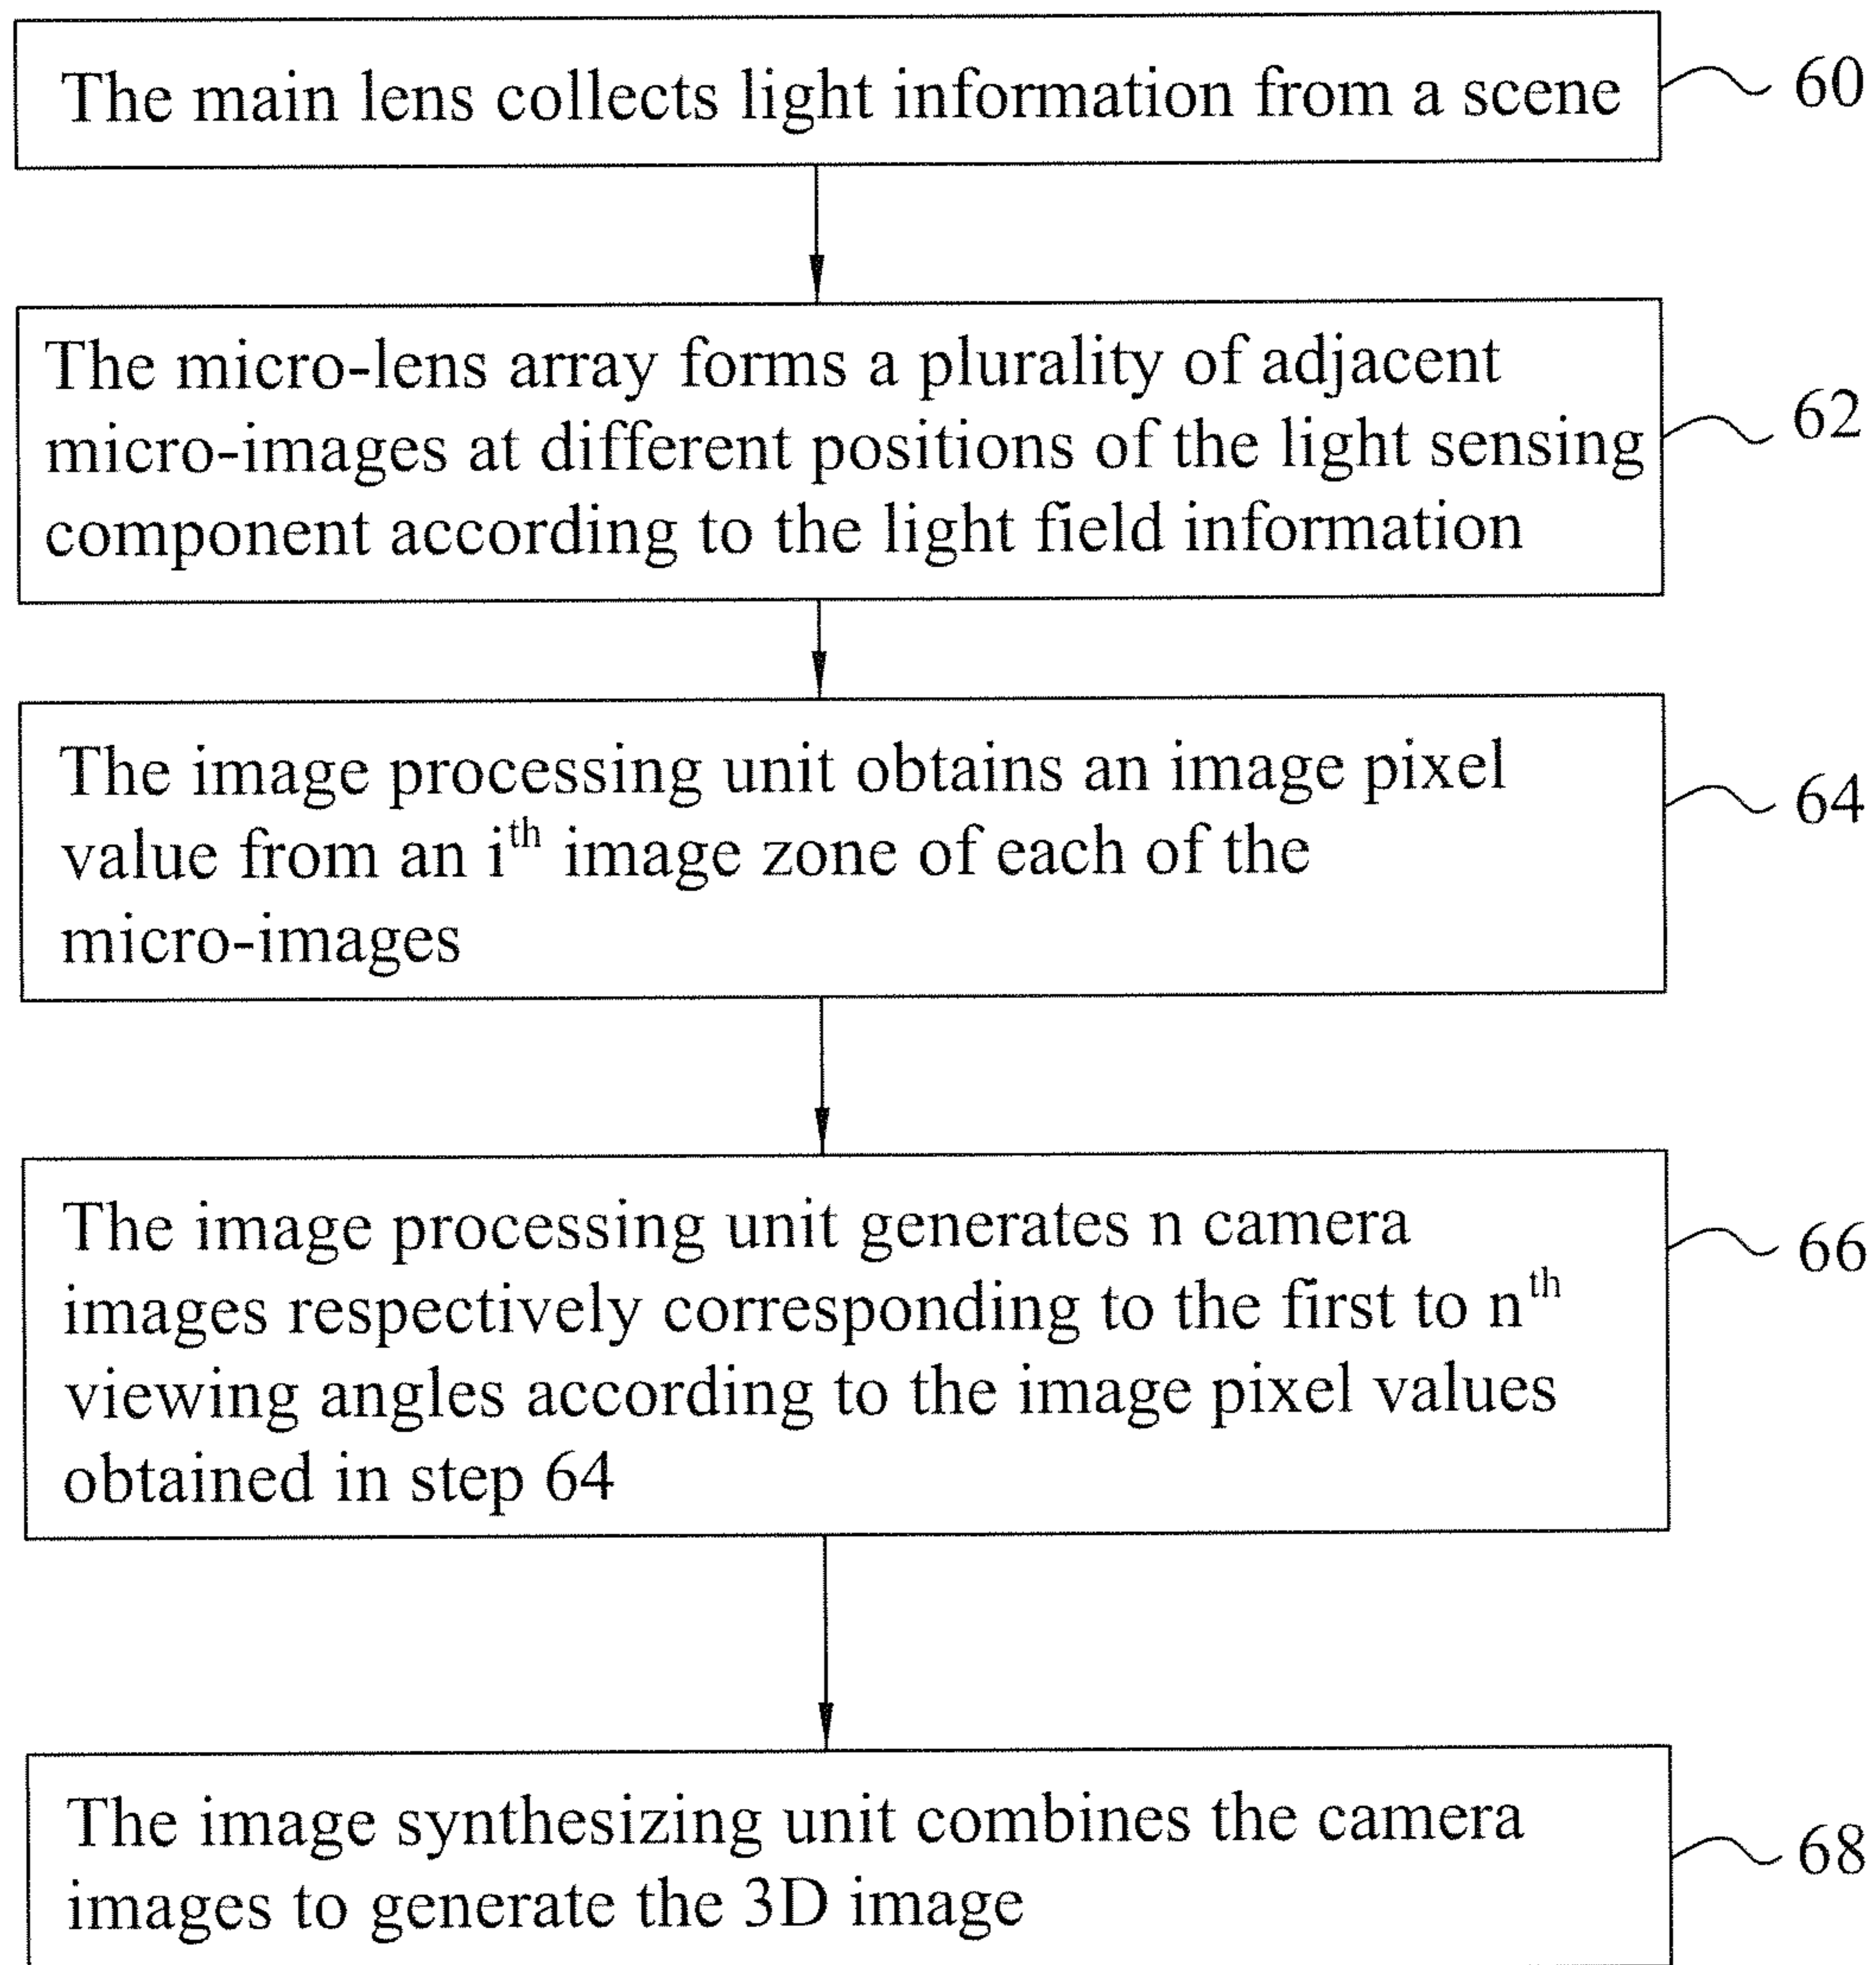 The main lens collects light information from a scene
60
The micro-lens array forms a plurality of adjacent
micro-images at different positions of the light sensing
component according to the light field information
62
The image processing unit obtains an image pixel
value from an iᵗʰ image zone of each of the
micro-images
64
The image processing unit generates n camera
images respectively corresponding to the first to nᵗʰ
viewing angles according to the image pixel values
obtained in step 64
66
The image synthesizing unit combines the camera
images to generate the 3D image
68